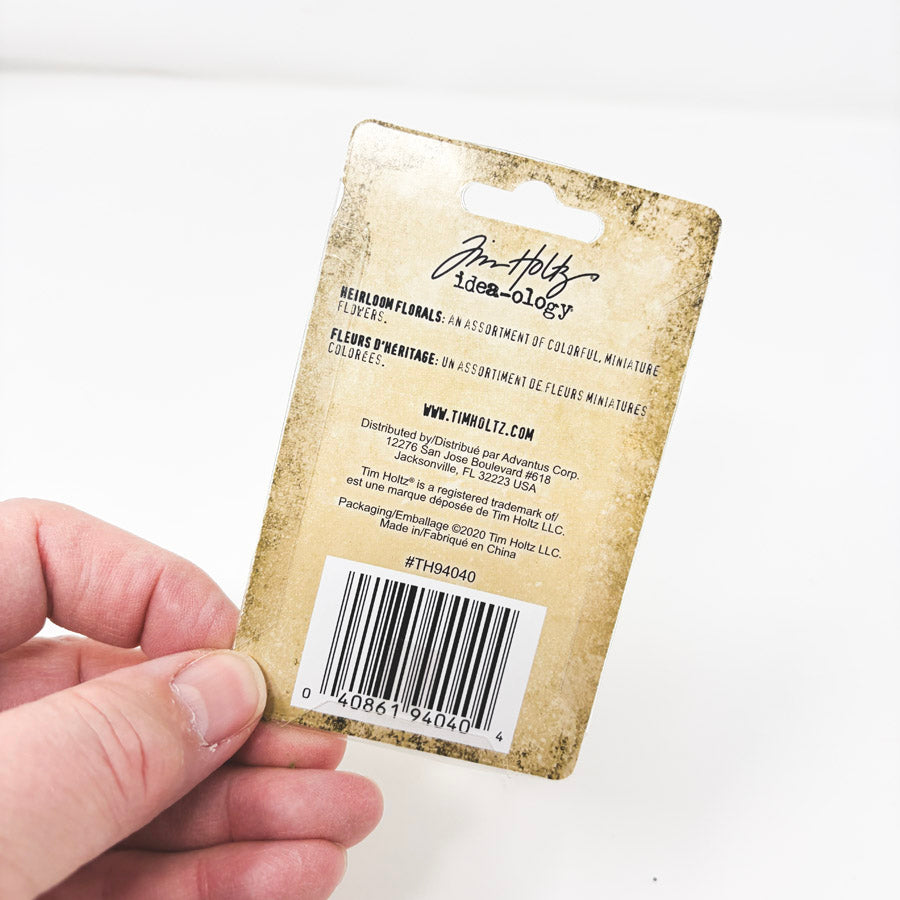 Tim Holtz
idea-ology®
HEIRLOOM FLORALS: AN ASSORTMENT OF COLORFUL, MINIATURE
FLOWERS.
FLEURS D'HÉRITAGE: UN ASSORTIMENT DE FLEURS MINIATURES
COLORÉES.
WWW.TIMHOLTZ.COM
Distributed by/Distribué par Advantus Corp.
12276 San Jose Boulevard #618
Jacksonville, FL 32223 USA
Tim Holtz® is a registered trademark of/
est une marque déposée de Tim Holtz LLC.
Packaging/Emballage ©2020 Tim Holtz LLC.
Made in/Fabriqué en China
#TH94040
0 40861 94040 4